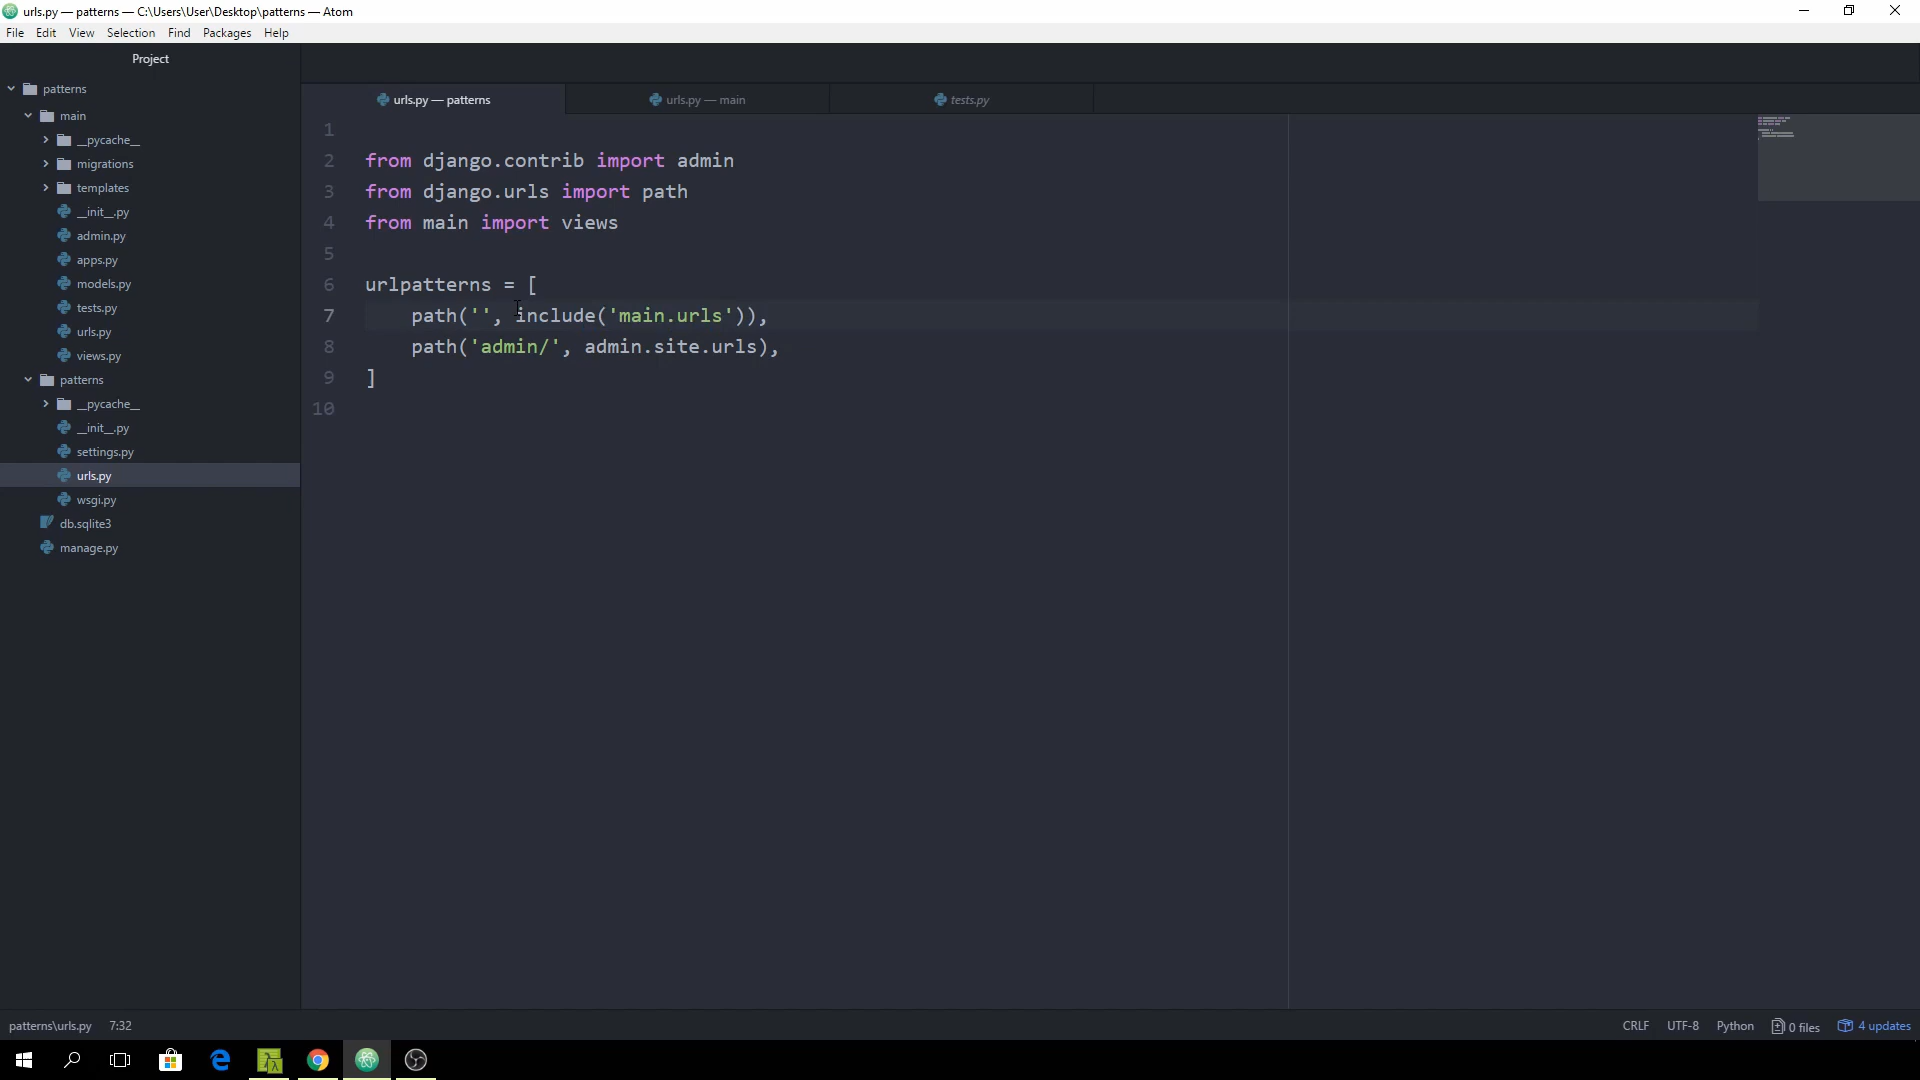 urls.py — patterns — C:\Users\User\Desktop\patterns — Atom
File Edit View Selection Find Packages Help
Project
patterns
main
__pycache__
migrations
templates
__init__.py
admin.py
apps.py
models.py
tests.py
urls.py
views.py
patterns
__pycache__
__init__.py
settings.py
urls.py
wsgi.py
db.sqlite3
manage.py
urls.py — patterns urls.py — main tests.py
1
2 from django.contrib import admin
3 from django.urls import path
4 from main import views
5
6 urlpatterns = [
7 path('', include('main.urls')),
8 path('admin/', admin.site.urls),
9 ]
10
patterns\urls.py 7:32 CRLF UTF-8 Python 0 files 4 updates